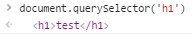 > document.querySelector('h1')
< <h1>test</h1>